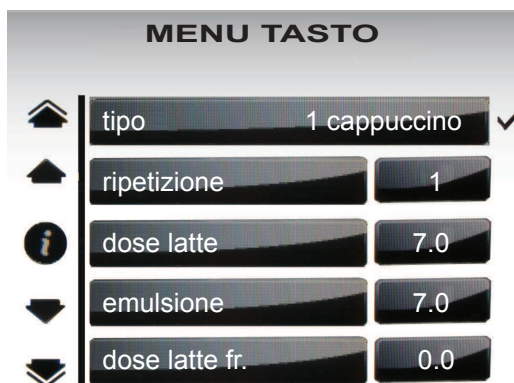 MENU TASTO
tipo 1 cappuccino
ripetizione 1
dose latte 7.0
emulsione 7.0
dose latte fr. 0.0